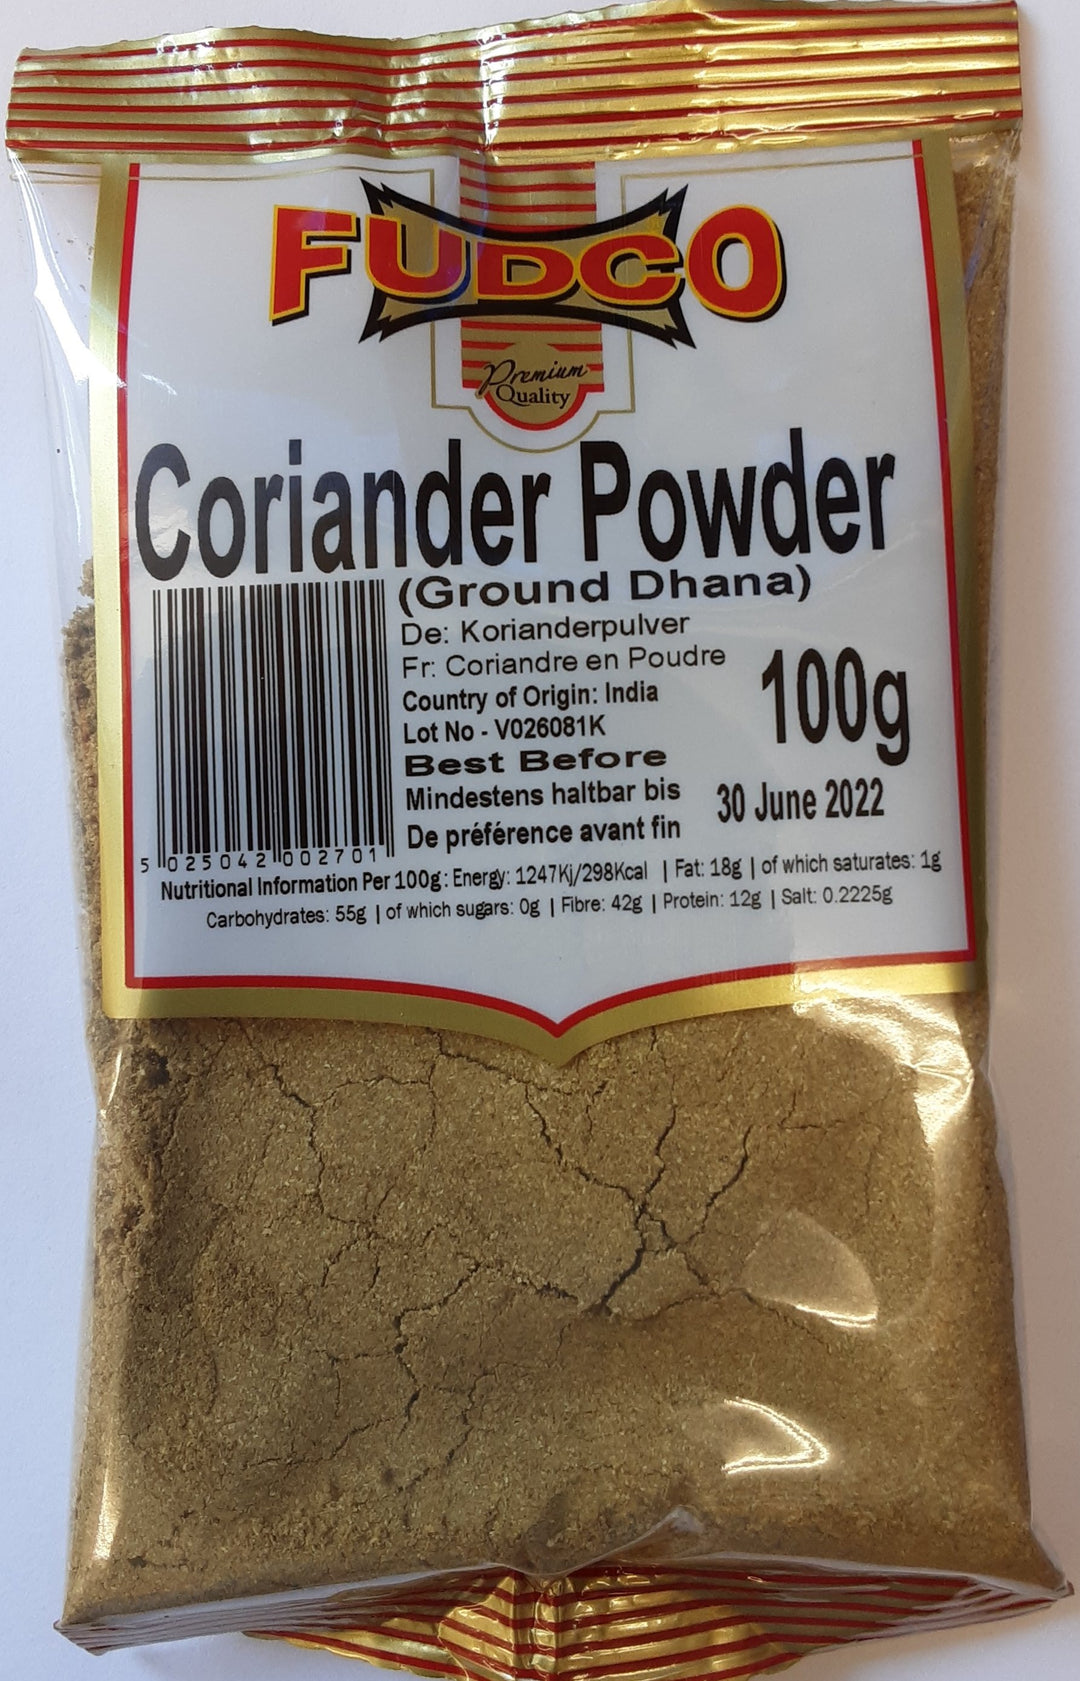 FUDCO
Premium
Quality
Coriander Powder
(Ground Dhana)
De: Korianderpulver
Fr: Coriandre en Poudre
100g
Country of Origin: India
Lot No - V026081K
Best Before
Mindestens haltbar bis
30 June 2022
De préférence avant fin
5 025042 002701
Nutritional Information Per 100g: Energy: 1247Kj/298Kcal | Fat: 18g | of which saturates: 1g
Carbohydrates: 55g | of which sugars: 0g | Fibre: 42g | Protein: 12g | Salt: 0.2225g